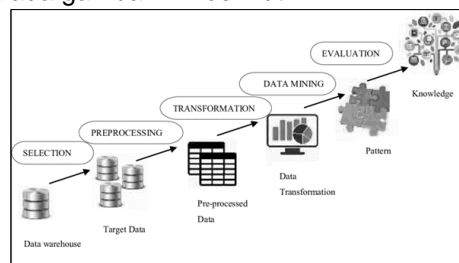 EVALUATION
DATA MINING
Knowledge
TRANSFORMATION
PREPROCESSING
Pattern
SELECTION
Data
Transformation
Pre-processed
Data
Target Data
Data warehouse